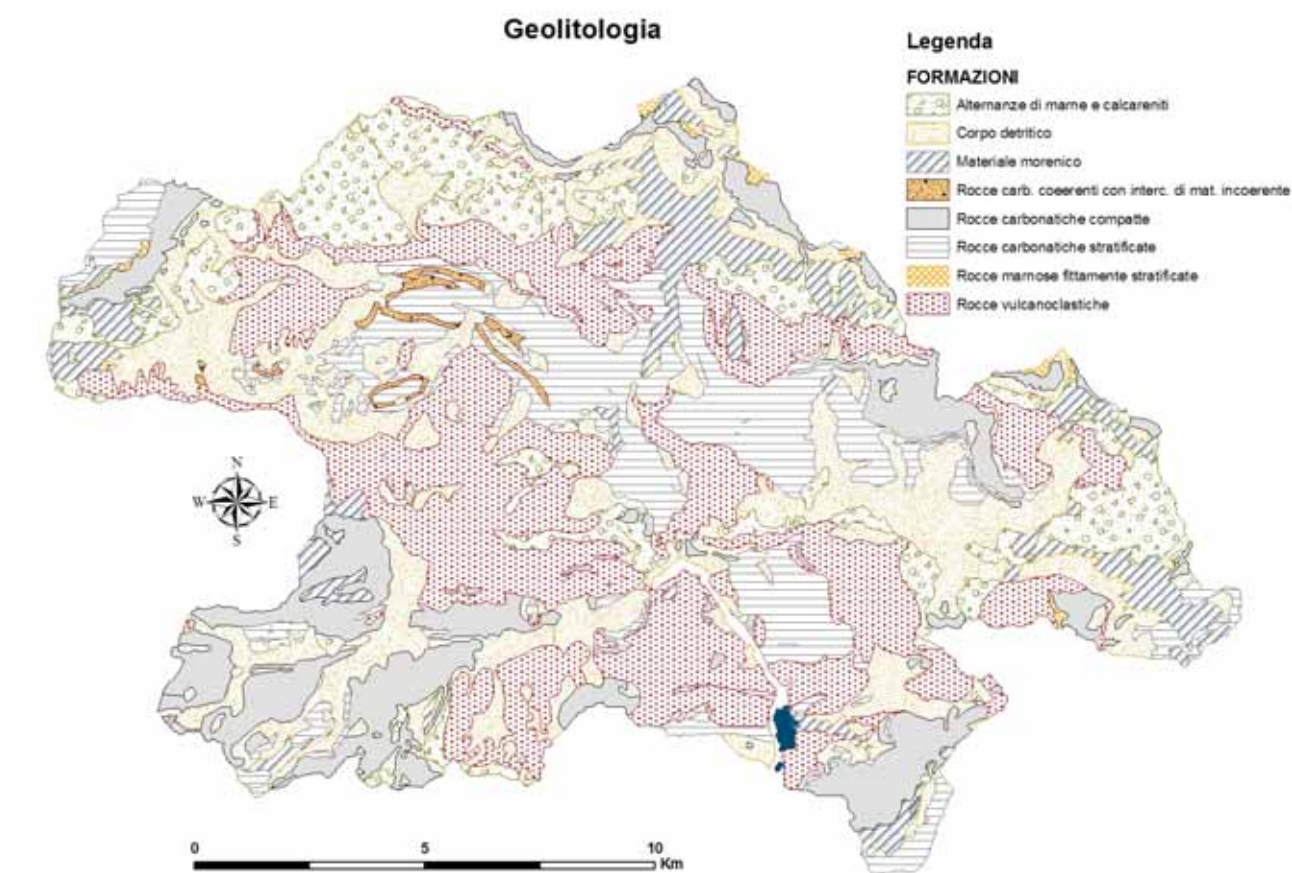 Geolitologia
Legenda
FORMAZIONI
Alternanze di marne e calcareniti
Corpo detritico
Materiale morenico
Rocce carb. coerenti con interc. di mat. incoerente
Rocce carbonatiche compatte
Rocce carbonatiche stratificate
Rocce marnose fittamente stratificate
Rocce vulcanoclastiche
N
W E
S
0 5 10
Km